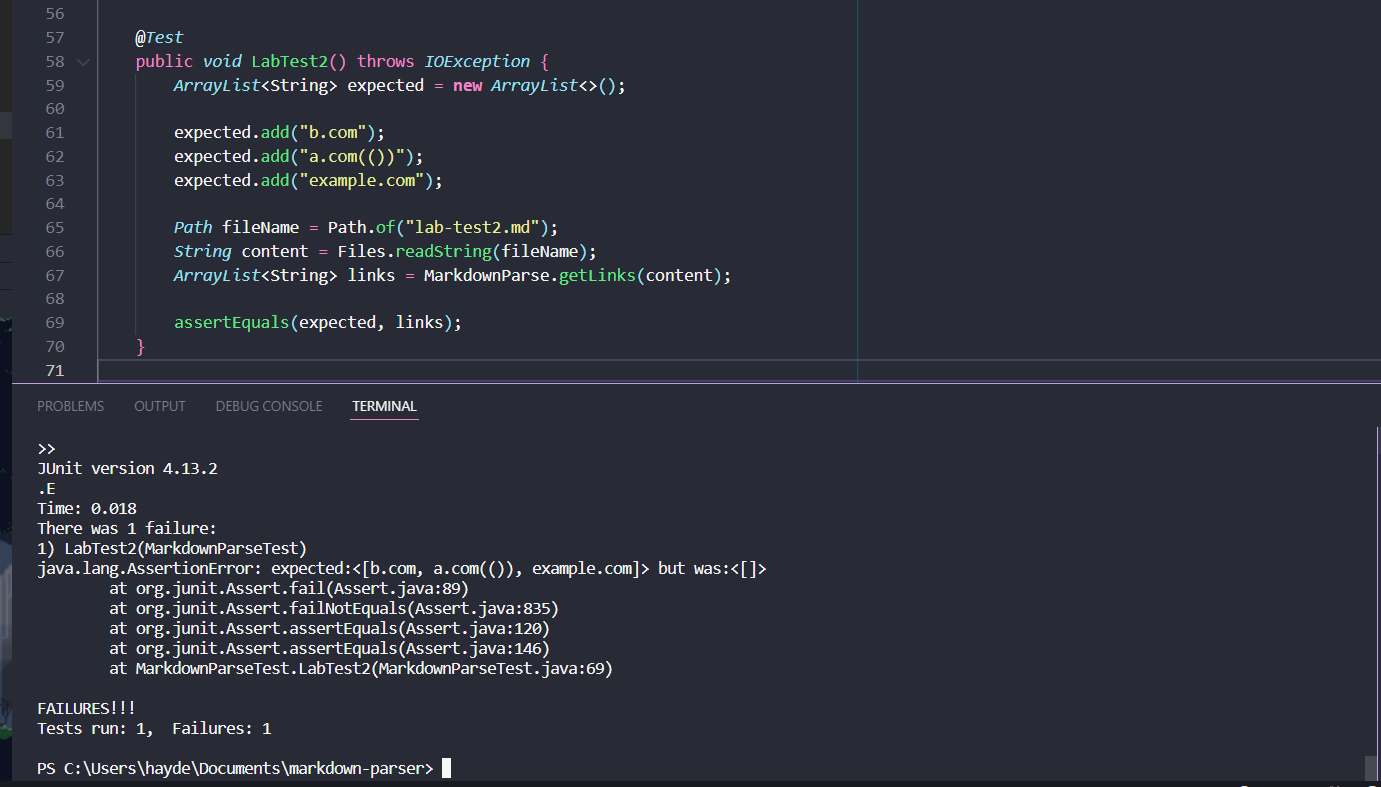 56
57 @Test
58 public void LabTest2() throws IOException {
59 ArrayList<String> expected = new ArrayList<>();
60
61 expected.add("b.com");
62 expected.add("a.com(())");
63 expected.add("example.com");
64
65 Path fileName = Path.of("lab-test2.md");
66 String content = Files.readString(fileName);
67 ArrayList<String> links = MarkdownParse.getLinks(content);
68
69 assertEquals(expected, links);
70 }
71
PROBLEMS OUTPUT DEBUG CONSOLE TERMINAL
>>
JUnit version 4.13.2
.E
Time: 0.018
There was 1 failure:
1) LabTest2(MarkdownParseTest)
java.lang.AssertionError: expected:<[b.com, a.com(()), example.com]> but was:<[]>
at org.junit.Assert.fail(Assert.java:89)
at org.junit.Assert.failNotEquals(Assert.java:835)
at org.junit.Assert.assertEquals(Assert.java:120)
at org.junit.Assert.assertEquals(Assert.java:146)
at MarkdownParseTest.LabTest2(MarkdownParseTest.java:69)
FAILURES!!!
Tests run: 1,  Failures: 1
PS C:\Users\hayde\Documents\markdown-parser>